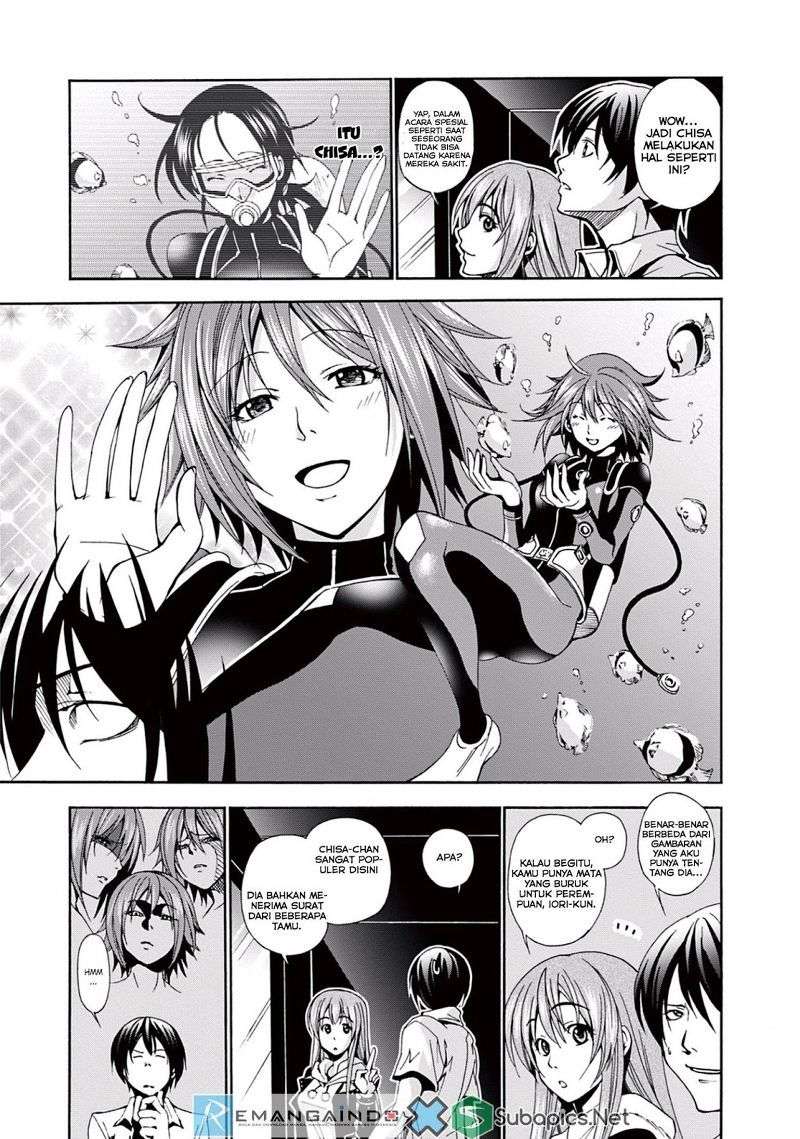 WOW...
JADI CHISA
MELAKUKAN
HAL SEPERTI
INI?
YAP, DALAM
ACARA SPESIAL
SEPERTI SAAT
SESEORANG
TIDAK BISA
DATANG KARENA
MEREKA SAKIT.
ITU
CHISA...?
BENAR-BENAR
BERBEDA DARI
GAMBARAN
YANG AKU
PUNYA TEN-
TANG DIA...
OH?
KALAU BEGITU,
KAMU PUNYA MATA
YANG BURUK
UNTUK PEREM-
PUAN, IORI-KUN.
...
APA?
CHISA-CHAN
SANGAT POP-
ULER DISINI
DIA BAHKAN ME-
NERIMA SURAT
DARI BEBERAPA
TAMU.
HMM
...
REMANGAINDO
Subapics.Net